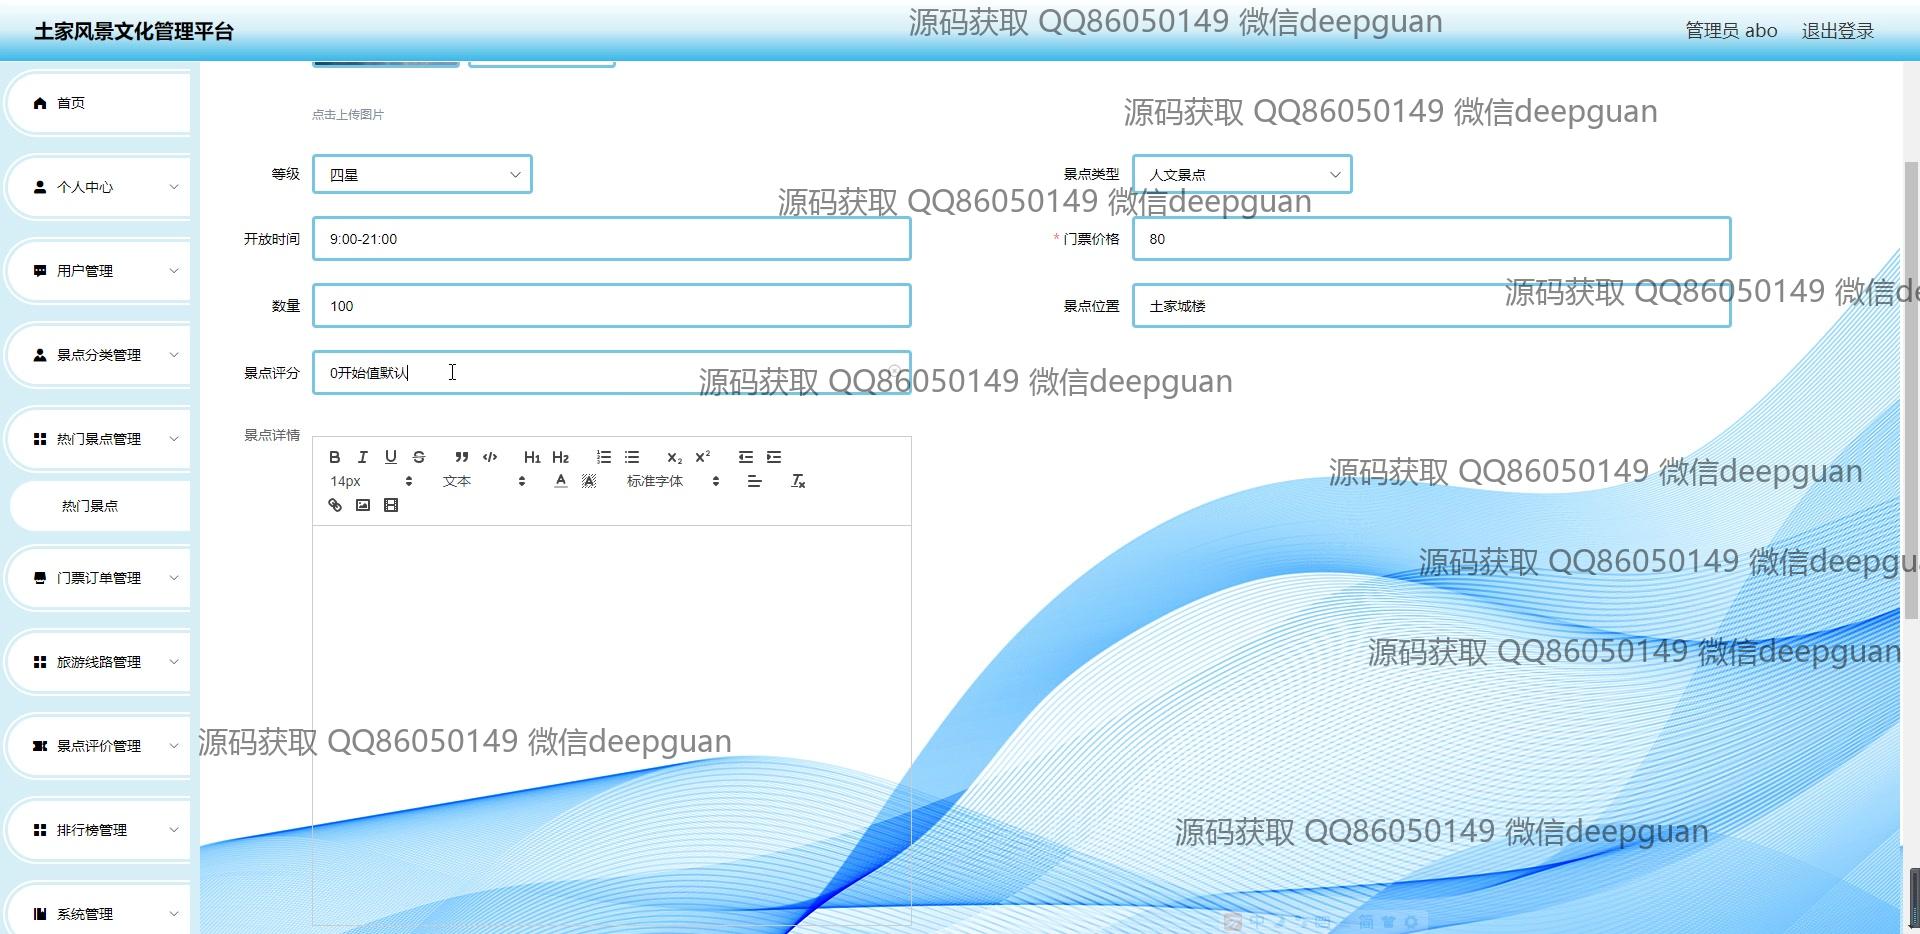 土家风景文化管理平台
源码获取 QQ86050149 微信deepguan
管理员 abo
退出登录
首页
点击上传图片
源码获取 QQ86050149 微信deepguan
等级
四星
景点类型
人文景点
个人中心
源码获取 QQ86050149 微信deepguan
开放时间
9:00-21:00
* 门票价格
80
用户管理
源码获取 QQ86050149 微信de
数量
100
景点位置
土家城楼
景点分类管理
景点评分
0开始值默认
源码获取 QQ86050149 微信deepguan
景点详情
热门景点管理
B I U S H1 H2 x2 x2
源码获取 QQ86050149 微信deepguan
14px
文本
A A
标准字体
Tx
热门景点
源码获取 QQ86050149 微信deepgu
门票订单管理
旅游线路管理
源码获取 QQ86050149 微信deepguan
景点评价管理
源码获取 QQ86050149 微信deepguan
排行榜管理
源码获取 QQ86050149 微信deepguan
系统管理
中
简